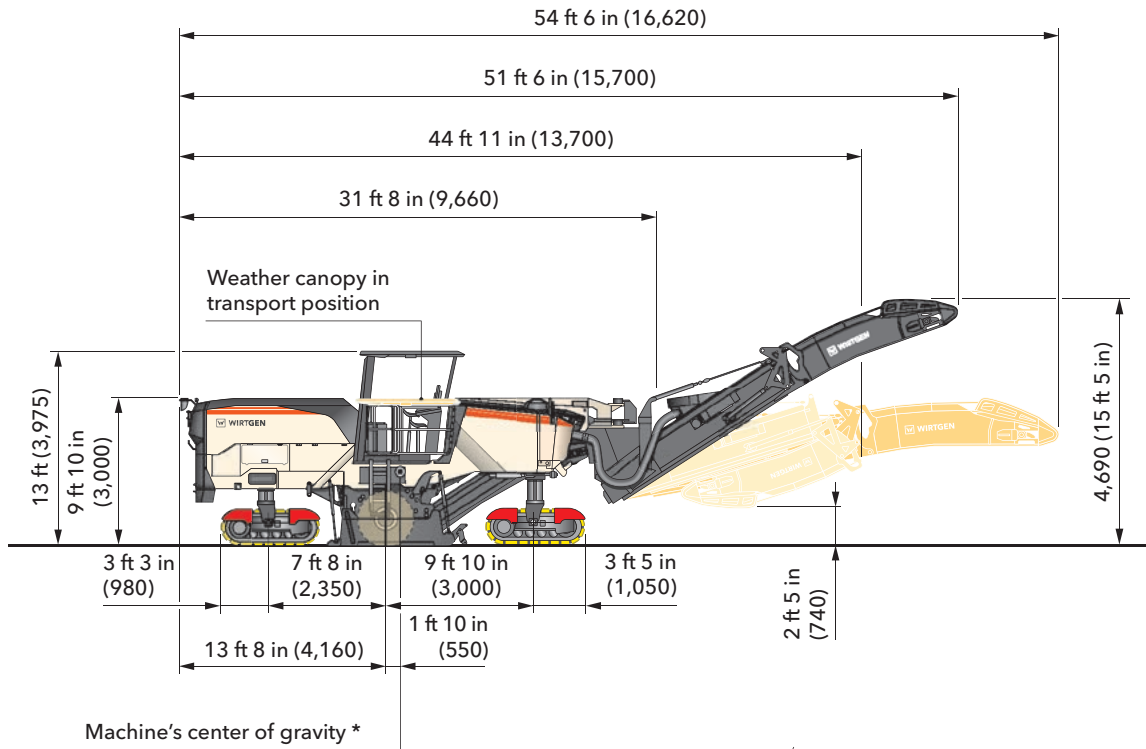 54 ft 6 in (16,620)
51 ft 6 in (15,700)
44 ft 11 in (13,700)
31 ft 8 in (9,660)
Weather canopy in
transport position
13 ft (3,975)
9 ft 10 in
(3,000)
WIRTGEN
WIRTGEN
WIRTGEN
WIRTGEN
4,690 (15 ft 5 in)
3 ft 3 in
(980)
7 ft 8 in
(2,350)
9 ft 10 in
(3,000)
3 ft 5 in
(1,050)
2 ft 5 in
(740)
13 ft 8 in (4,160)
1 ft 10 in
(550)
Machine's center of gravity *